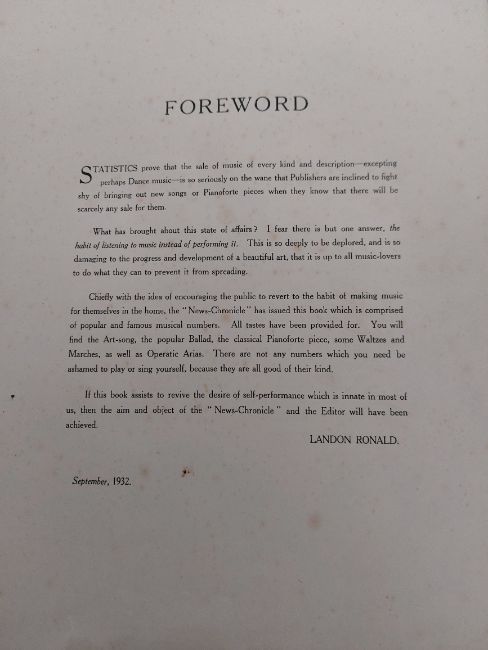 FOREWORD
STATISTICS prove that the sale of music of every kind and description—excepting
perhaps Dance music—is so seriously on the wane that Publishers are inclined to fight
shy of bringing out new songs or Pianoforte pieces when they know that there will be
scarcely any sale for them.
What has brought about this state of affairs? I fear there is but one answer, the
habit of listening to music instead of performing it. This is so deeply to be deplored, and is so
damaging to the progress and development of a beautiful art, that it is up to all music-lovers
to do what they can to prevent it from spreading.
Chiefly with the idea of encouraging the public to revert to the habit of making music
for themselves in the home, the "News-Chronicle" has issued this book which is comprised
of popular and famous musical numbers. All tastes have been provided for. You will
find the Art-song, the popular Ballad, the classical Pianoforte piece, some Waltzes and
Marches, as well as Operatic Arias. There are not any numbers which you need be
ashamed to play or sing yourself, because they are all good of their kind.
If this book assists to revive the desire of self-performance which is innate in most of
us, then the aim and object of the "News-Chronicle" and the Editor will have been
achieved.
LANDON RONALD.
September, 1932.